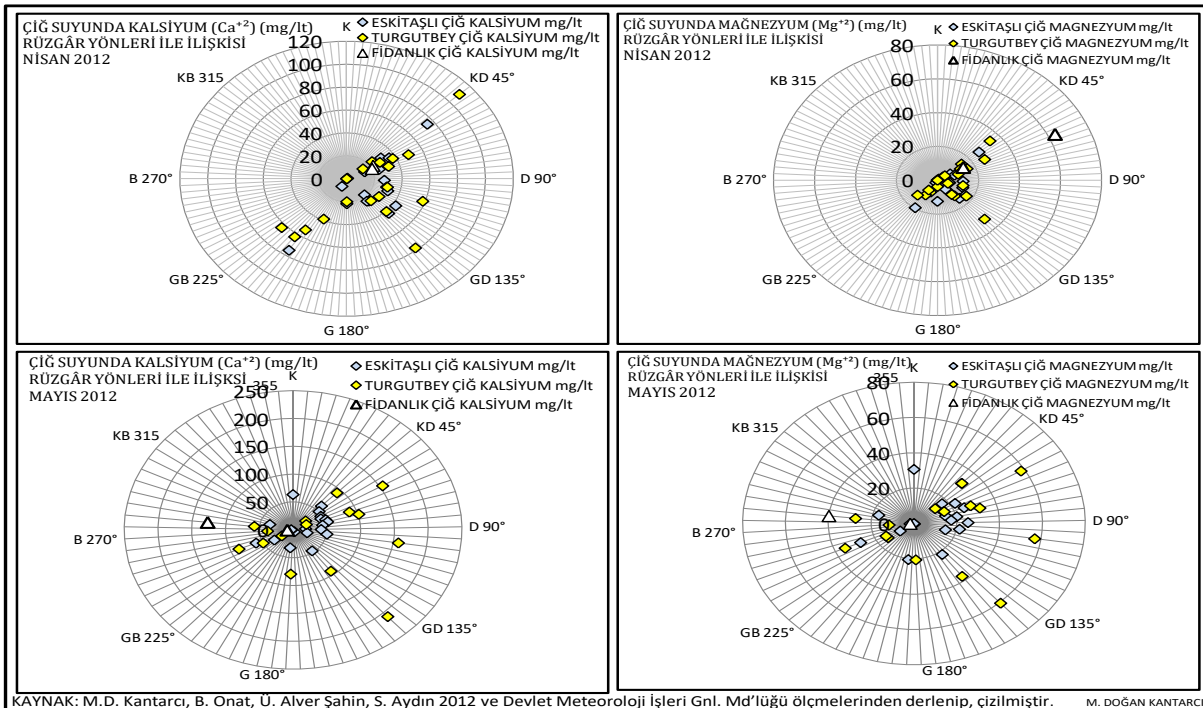 ÇİĞ SUYUNDA KALSİYUM (Ca⁺²) (mg/lt)
RÜZGÂR YÖNLERİ İLE İLİŞKİSİ
NİSAN 2012
K
ESKİTAŞLI ÇİĞ KALSİYUM mg/lt
TURGUTBEY ÇİĞ KALSİYUM mg/lt
FİDANLIK ÇİĞ KALSİYUM mg/lt
120
100
80
60
40
20
0
KB 315
KD 45°
B 270°
D 90°
GB 225°
GD 135°
G 180°
ÇİĞ SUYUNDA MAĞNEZYUM (Mg⁺²) (mg/lt)
RÜZGÂR YÖNLERİ İLE İLİŞKİSİ
NİSAN 2012
K
ESKİTAŞLI ÇİĞ MAGNEZYUM mg/lt
TURGUTBEY ÇİĞ MAGNEZYUM mg/lt
FİDANLIK ÇİĞ MAGNEZYUM mg/lt
80
60
40
20
0
KB 315
KD 45°
B 270°
D 90°
GB 225°
GD 135°
G 180°
ÇİĞ SUYUNDA KALSİYUM (Ca⁺²) (mg/lt)
RÜZGÂR YÖNLERİ İLE İLİŞKSİ
MAYIS 2012
355
K
ESKİTAŞLI ÇİĞ KALSİYUM mg/lt
TURGUTBEY ÇİĞ KALSİYUM mg/lt
FİDANLIK ÇİĞ KALSİYUM mg/lt
250
200
150
100
50
0
KB 315
KD 45°
B 270°
D 90°
GB 225°
GD 135°
G 180°
ÇİĞ SUYUNDA MAĞNEZYUM (Mg⁺²) (mg/lt)
RÜZGÂR YÖNLERİ İLE İLİŞKİSİ
MAYIS 2012
355
K
ESKİTAŞLI ÇİĞ MAGNEZYUM mg/lt
TURGUTBEY ÇİĞ MAGNEZYUM mg/lt
FİDANLIK ÇİĞ MAGNEZYUM mg/lt
80
60
40
20
0
KB 315
KD 45°
B 270°
D 90°
GB 225°
GD 135°
G 180°
KAYNAK: M.D. Kantarcı, B. Onat, Ü. Alver Şahin, S. Aydın 2012 ve Devlet Meteoroloji İşleri Gnl. Md'lüğü ölçmelerinden derlenip, çizilmiştir.
M. DOĞAN KANTARCI